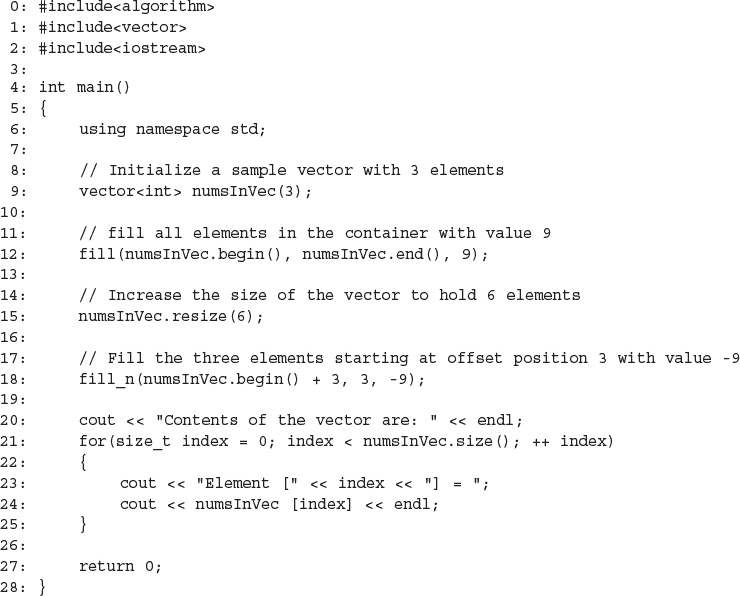 0: #include<algorithm>
1: #include<vector>
2: #include<iostream>
3:
4: int main()
5: {
6:     using namespace std;
7:
8:     // Initialize a sample vector with 3 elements
9:     vector<int> numsInVec(3);
10:
11:     // fill all elements in the container with value 9
12:     fill(numsInVec.begin(), numsInVec.end(), 9);
13:
14:     // Increase the size of the vector to hold 6 elements
15:     numsInVec.resize(6);
16:
17:     // Fill the three elements starting at offset position 3 with value -9
18:     fill_n(numsInVec.begin() + 3, 3, -9);
19:
20:     cout << "Contents of the vector are: " << endl;
21:     for(size_t index = 0; index < numsInVec.size(); ++ index)
22:     {
23:         cout << "Element [" << index << "] = ";
24:         cout << numsInVec [index] << endl;
25:     }
26:
27:     return 0;
28: }